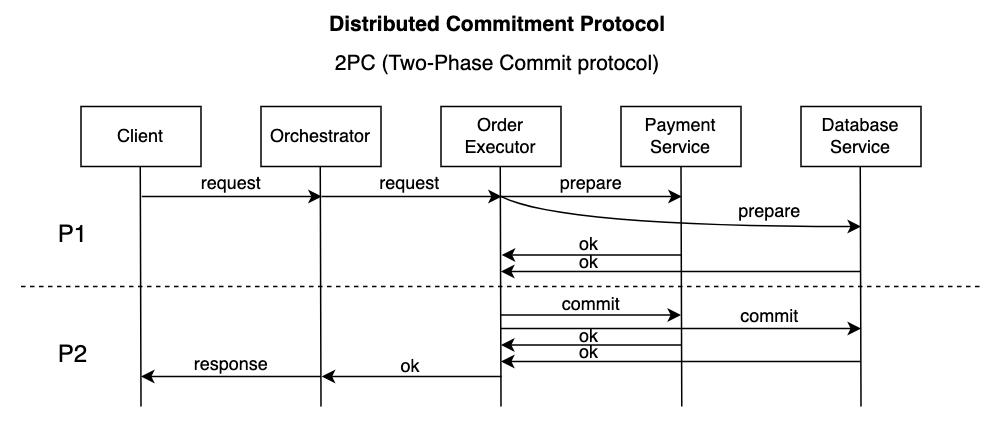 Distributed Commitment Protocol
2PC (Two-Phase Commit protocol)
Client
Orchestrator
Order
Executor
Payment
Service
Database
Service
request
request
prepare
prepare
P1
ok
ok
commit
commit
ok
ok
P2
response
ok